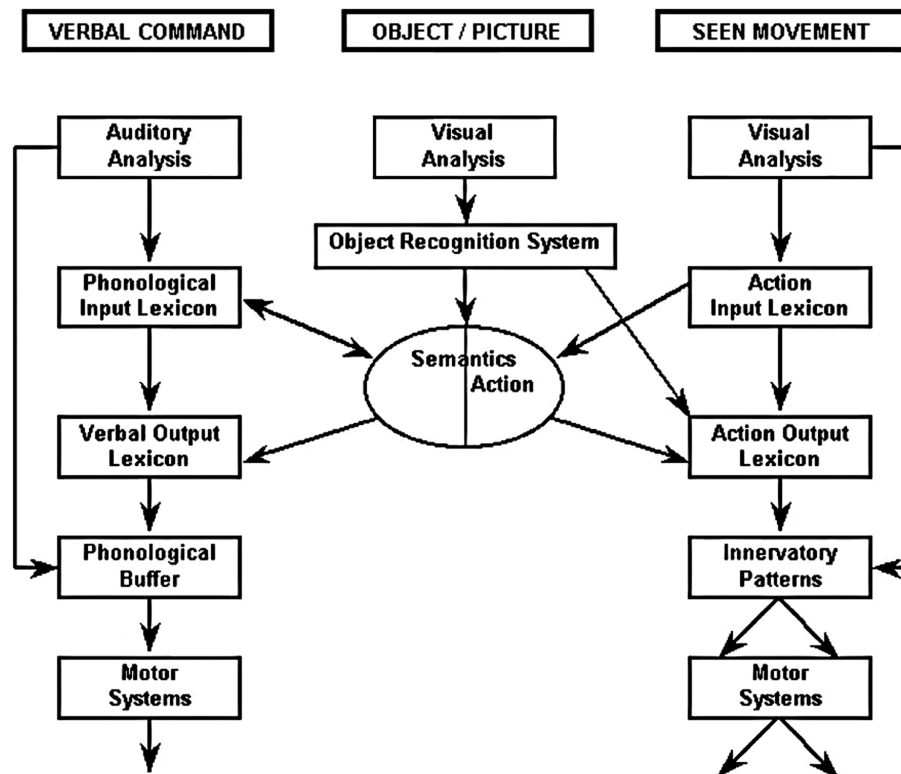 VERBAL COMMAND
OBJECT / PICTURE
SEEN MOVEMENT
Auditory
Analysis
Visual
Analysis
Visual
Analysis
Object Recognition System
Phonological
Input Lexicon
Action
Input Lexicon
Semantics
Action
Verbal Output
Lexicon
Action Output
Lexicon
Phonological
Buffer
Innervatory
Patterns
Motor
Systems
Motor
Systems